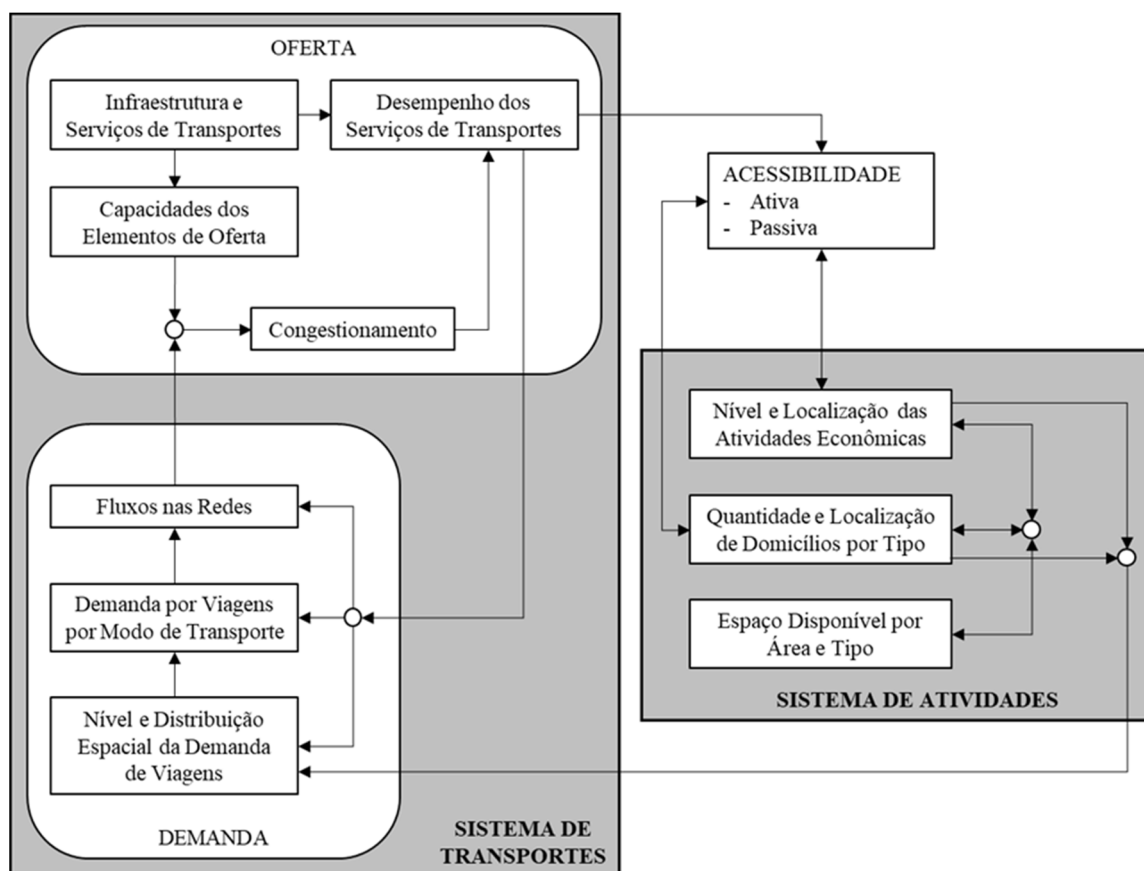 OFERTA
Infraestrutura e
Serviços de Transportes
Desempenho dos
Serviços de Transportes
Capacidades dos
Elementos de Oferta
Congestionamento
ACESSIBILIDADE
- Ativa
- Passiva
Fluxos nas Redes
Demanda por Viagens
por Modo de Transporte
Nível e Distribuição
Espacial da Demanda
de Viagens
DEMANDA
SISTEMA DE
TRANSPORTES
Nível e Localização das
Atividades Econômicas
Quantidade e Localização
de Domicílios por Tipo
Espaço Disponível por
Área e Tipo
SISTEMA DE ATIVIDADES